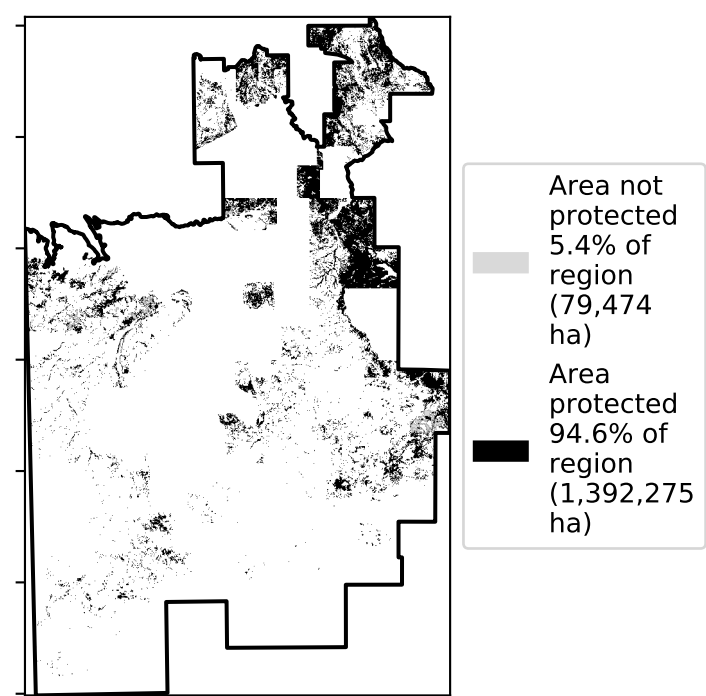 Area not
protected
5.4% of
region
(79,474
ha)
Area
protected
94.6% of
region
(1,392,275
ha)